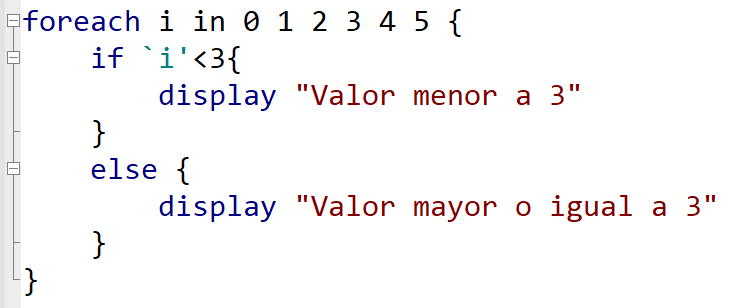 foreach i in 0 1 2 3 4 5 {
    if `i'<3{
        display "Valor menor a 3"
    }
    else {
        display "Valor mayor o igual a 3"
    }
}